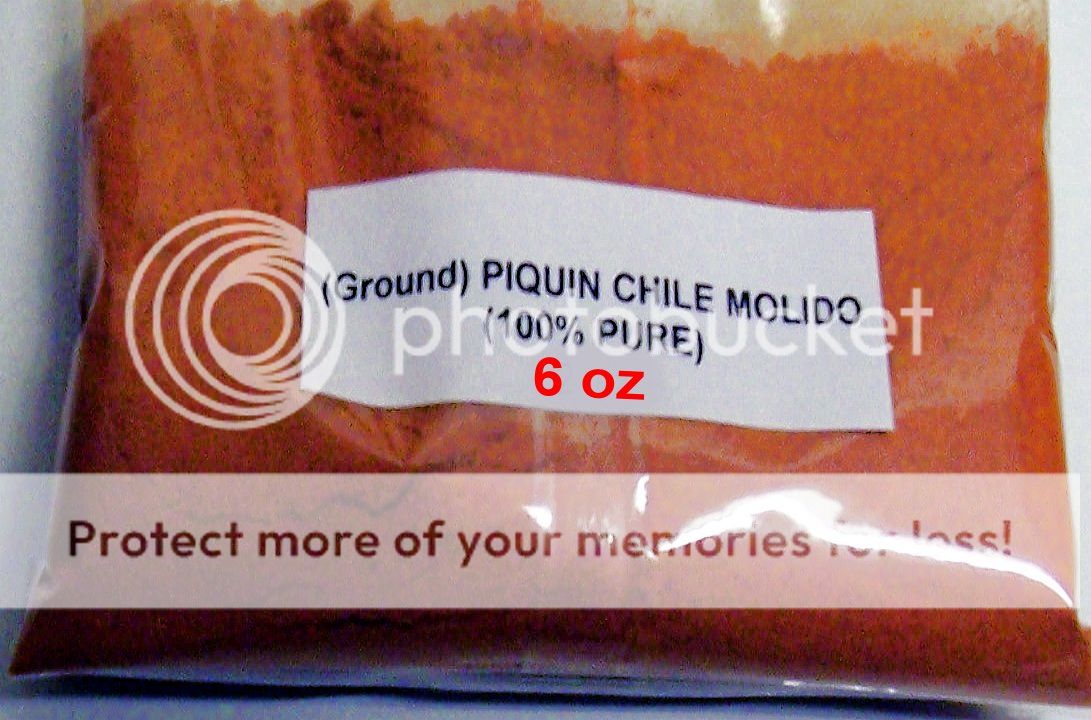 (Ground) PIQUIN CHILE MOLIDO
(100% PURE)
6 oz
photobucket
Protect more of your memories for less!